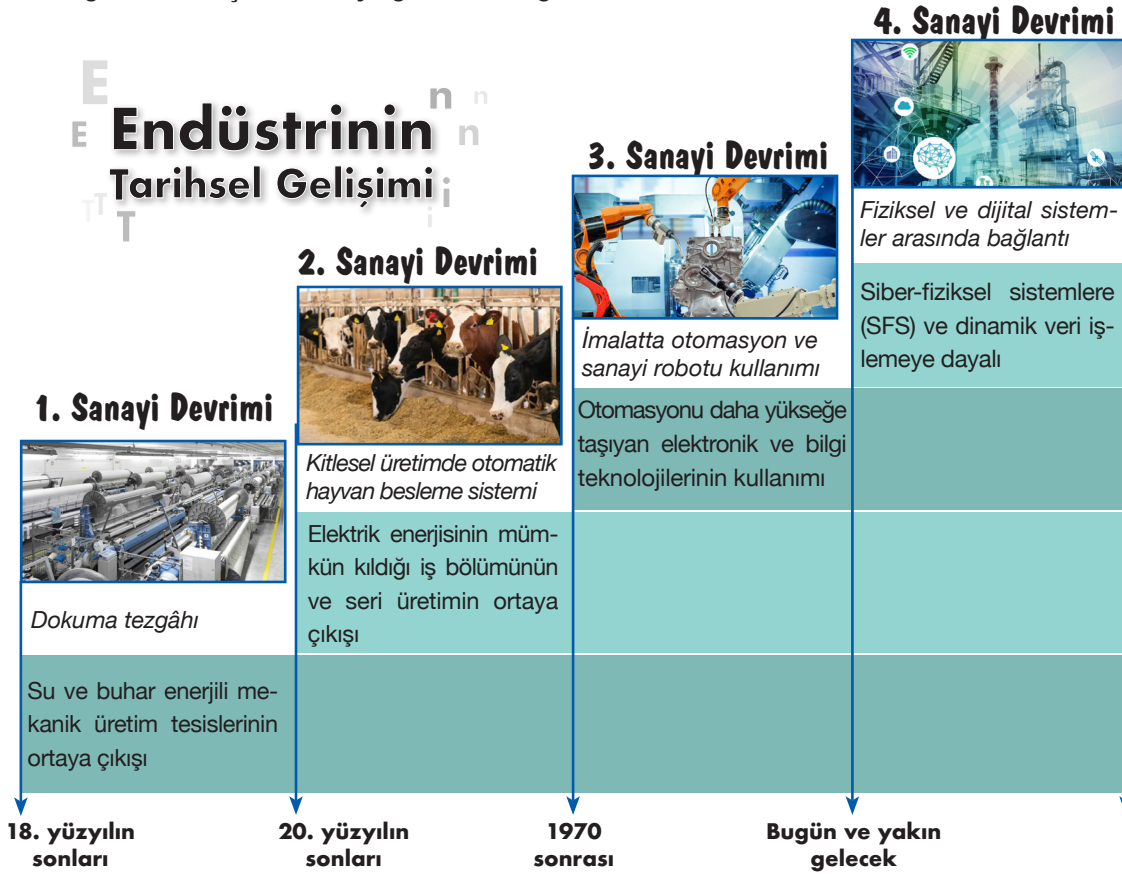 Endüstrinin
Tarihsel Gelişimi
1. Sanayi Devrimi
Dokuma tezgâhı
Su ve buhar enerjili me-
kanik üretim tesislerinin
ortaya çıkışı
18. yüzyılın
sonları
2. Sanayi Devrimi
Kitlesel üretimde otomatik
hayvan besleme sistemi
Elektrik enerjisinin müm-
kün kıldığı iş bölümünün
ve seri üretimin ortaya
çıkışı
20. yüzyılın
sonları
3. Sanayi Devrimi
İmalatta otomasyon ve
sanayi robotu kullanımı
Otomasyonu daha yükseğe
taşıyan elektronik ve bilgi
teknolojilerinin kullanımı
1970
sonrası
4. Sanayi Devrimi
Fiziksel ve dijital sistem-
ler arasında bağlantı
Siber-fiziksel sistemlere
(SFS) ve dinamik veri iş-
lemeye dayalı
Bugün ve yakın
gelecek